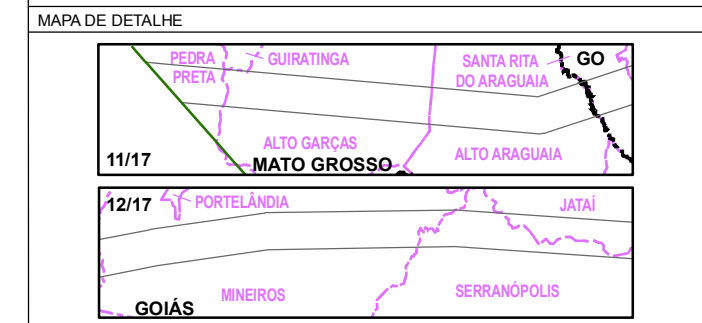 MAPA DE DETALHE
PEDRA
PRETA
GUIRATINGA
SANTA RITA
DO ARAGUAIA
GO
ALTO GARÇAS
ALTO ARAGUAIA
11/17
MATO GROSSO
12/17
PORTELÂNDIA
JATAÍ
MINEIROS
SERRANÓPOLIS
GOIÁS